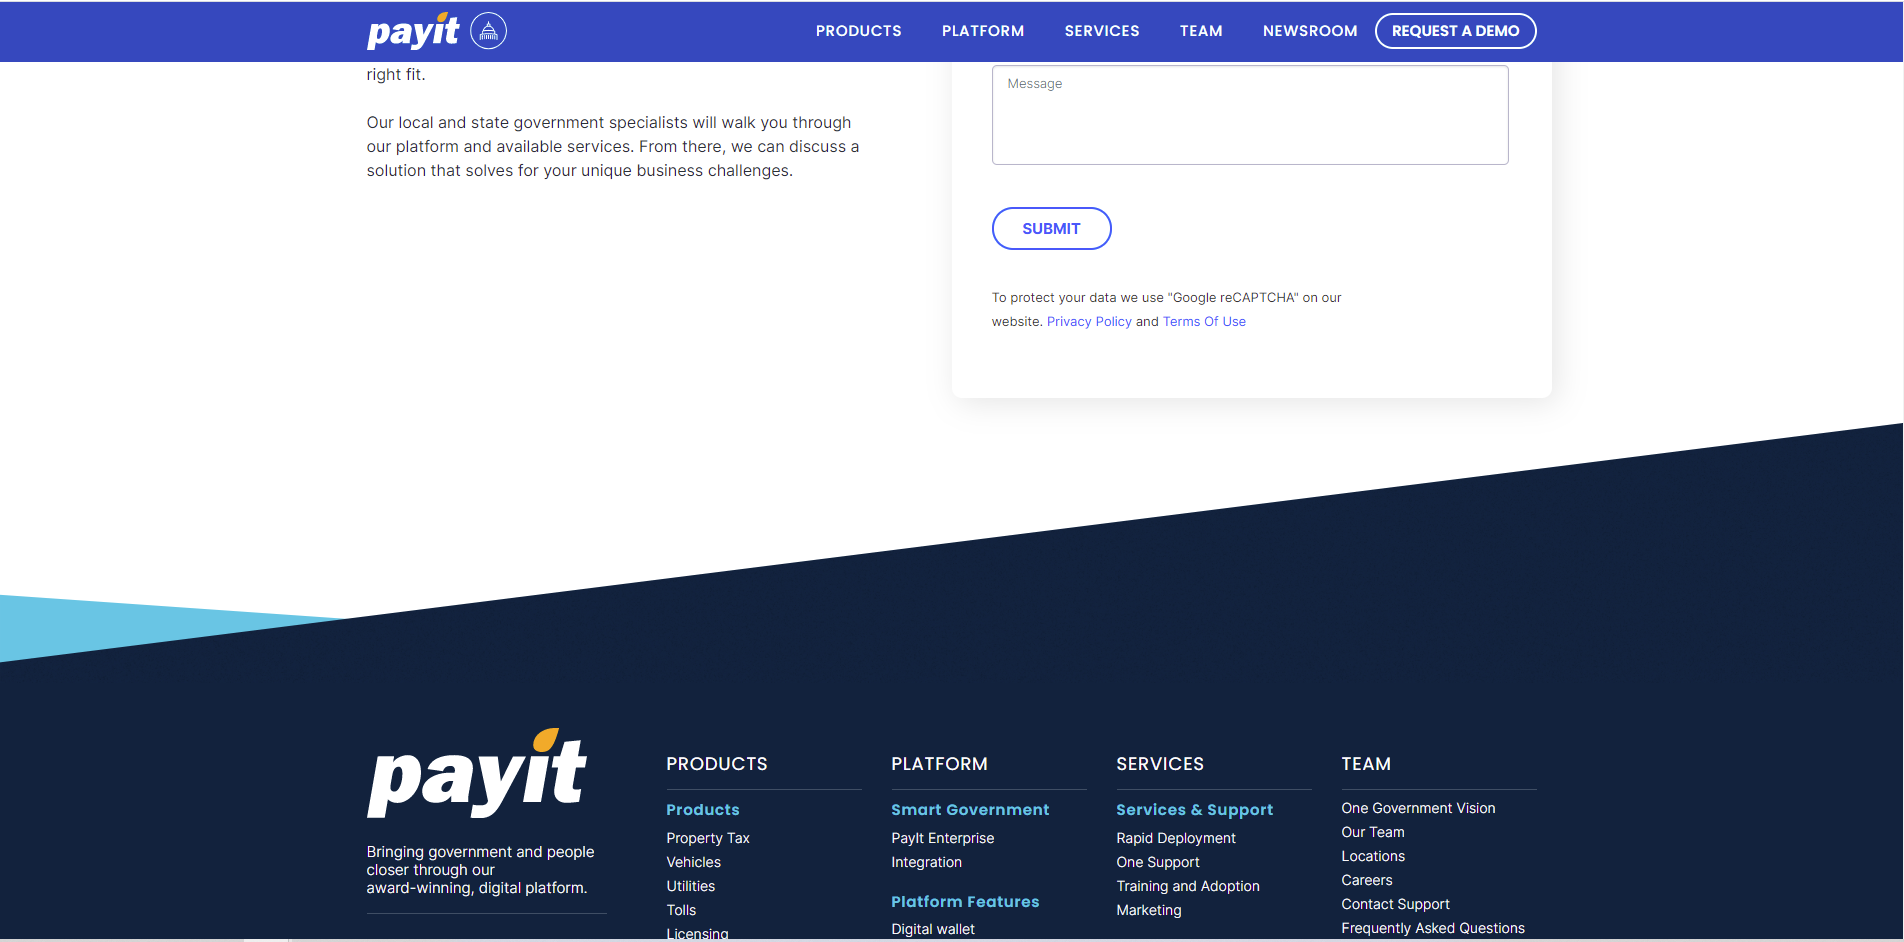 payit
PRODUCTS
PLATFORM
SERVICES
TEAM
NEWSROOM
REQUEST A DEMO
right fit.
Our local and state government specialists will walk you through
our platform and available services. From there, we can discuss a
solution that solves for your unique business challenges.
Message
SUBMIT
To protect your data we use "Google reCAPTCHA" on our
website. Privacy Policy and Terms Of Use
payit
Bringing government and people
closer through our
award-winning, digital platform.
PRODUCTS
Products
Property Tax
Vehicles
Utilities
Tolls
Licensing
PLATFORM
Smart Government
PayIt Enterprise
Integration
Platform Features
Digital wallet
SERVICES
Services & Support
Rapid Deployment
One Support
Training and Adoption
Marketing
TEAM
One Government Vision
Our Team
Locations
Careers
Contact Support
Frequently Asked Questions